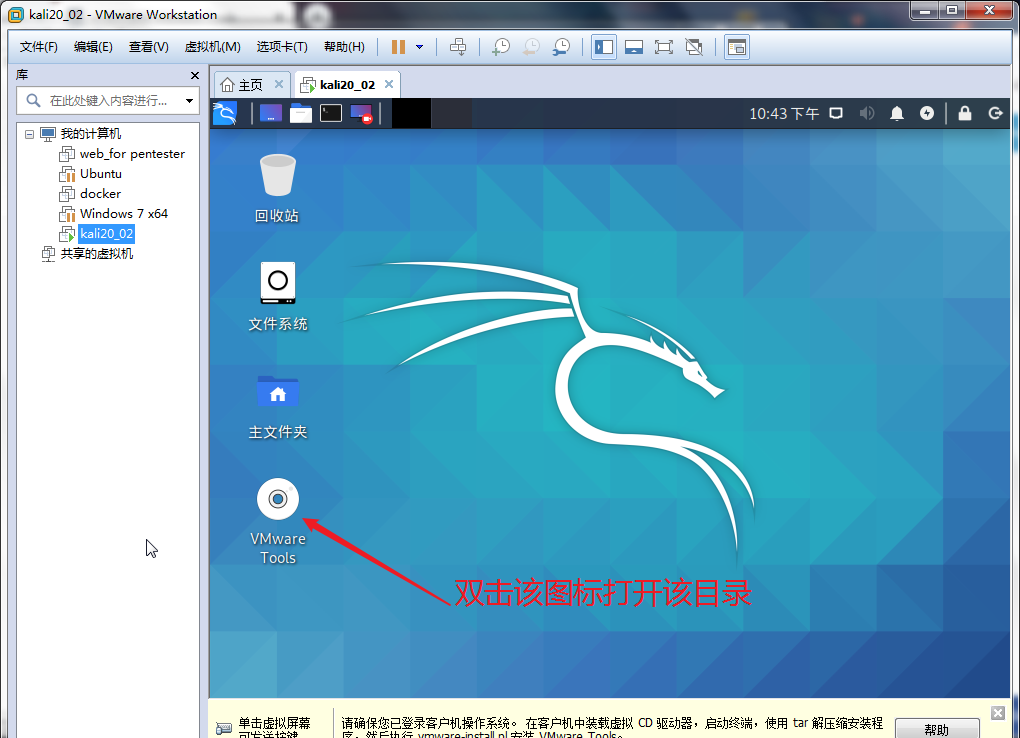 kali20_02 - VMware Workstation
文件(F) 编辑(E) 查看(V) 虚拟机(M) 选项卡(T) 帮助(H)
库
在此处键入内容进行...
我的计算机
web_for pentester
Ubuntu
docker
Windows 7 x64
kali20_02
共享的虚拟机
主页 kali20_02
10:43 下午
回收站
文件系统
主文件夹
VMware
Tools
双击该图标打开该目录
单击虚拟屏幕
可发送按键
请确保您已登录客户机操作系统。在客户机中装载虚拟 CD 驱动器，启动终端，使用 tar 解压缩安装程
序，然后执行 vmware-install.pl 安装 VMware Tools。
帮助